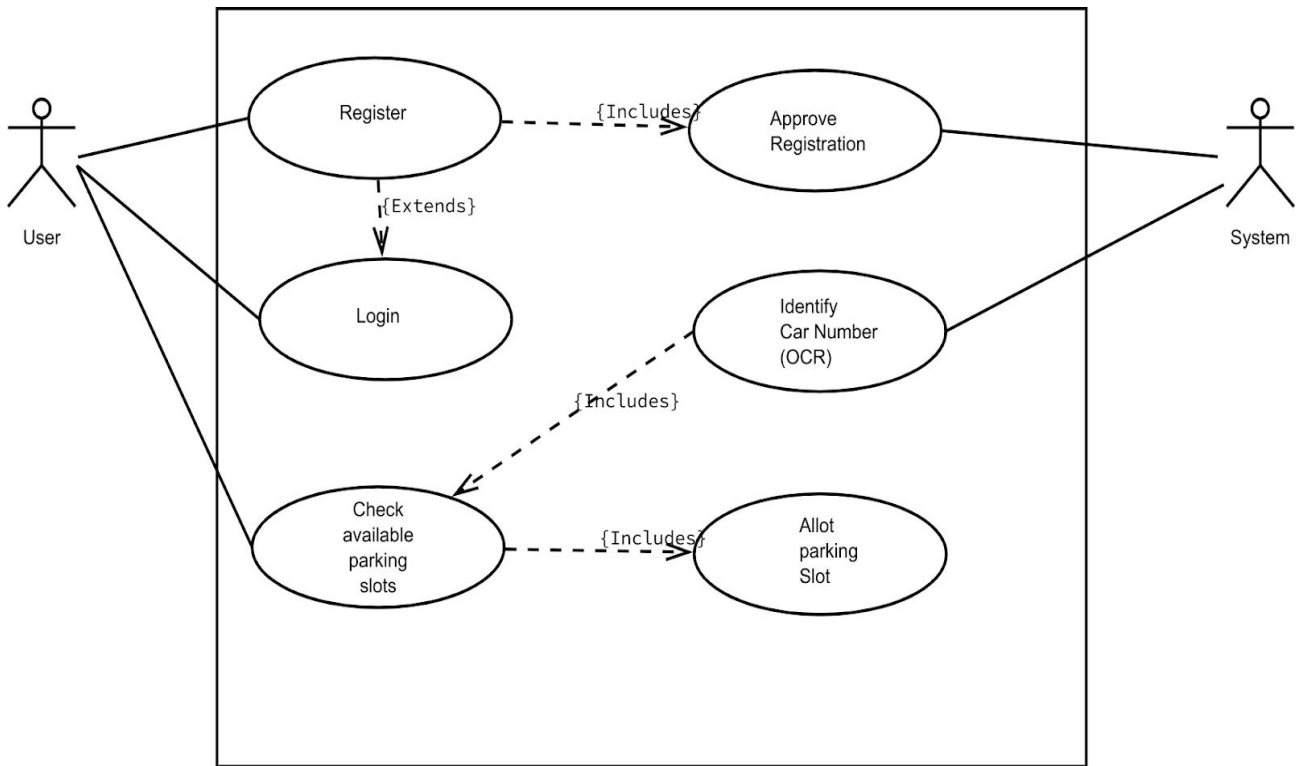 Register
{Includes}
Approve
Registration
{Extends}
User
System
Login
Identify
Car Number
(OCR)
{Includes}
Check
available
parking
slots
{Includes}
Allot
parking
Slot